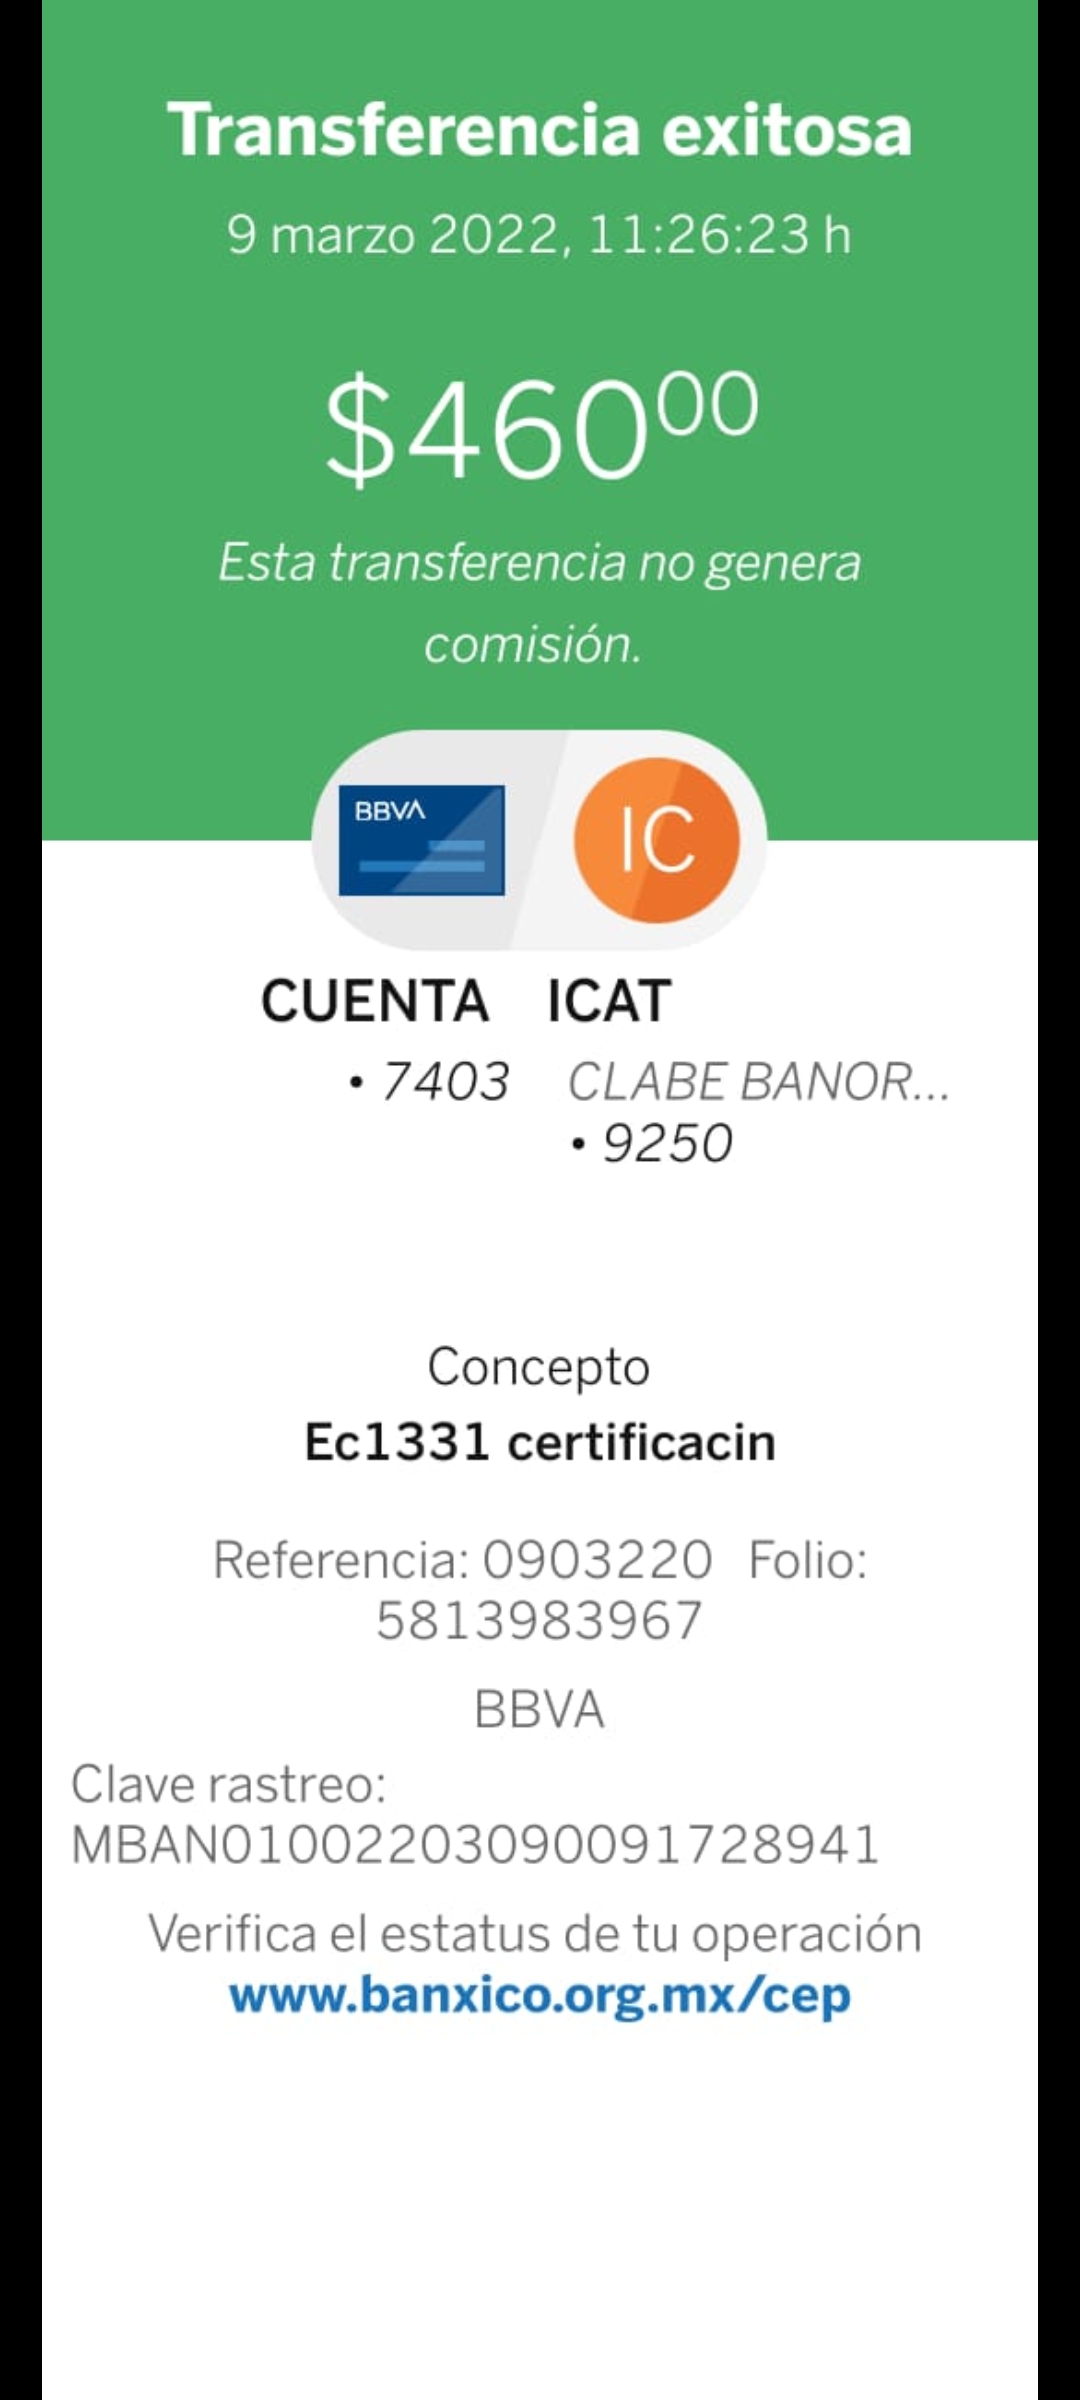 Transferencia exitosa
9 marzo 2022, 11:26:23 h
$460⁰⁰
Esta transferencia no genera
comisión.
BBVA
IC
CUENTA ICAT
• 7403 CLABE BANOR...
• 9250
Concepto
Ec1331 certificacin
Referencia: 0903220 Folio:
5813983967
BBVA
Clave rastreo:
MBAN01002203090091728941
Verifica el estatus de tu operación
www.banxico.org.mx/cep